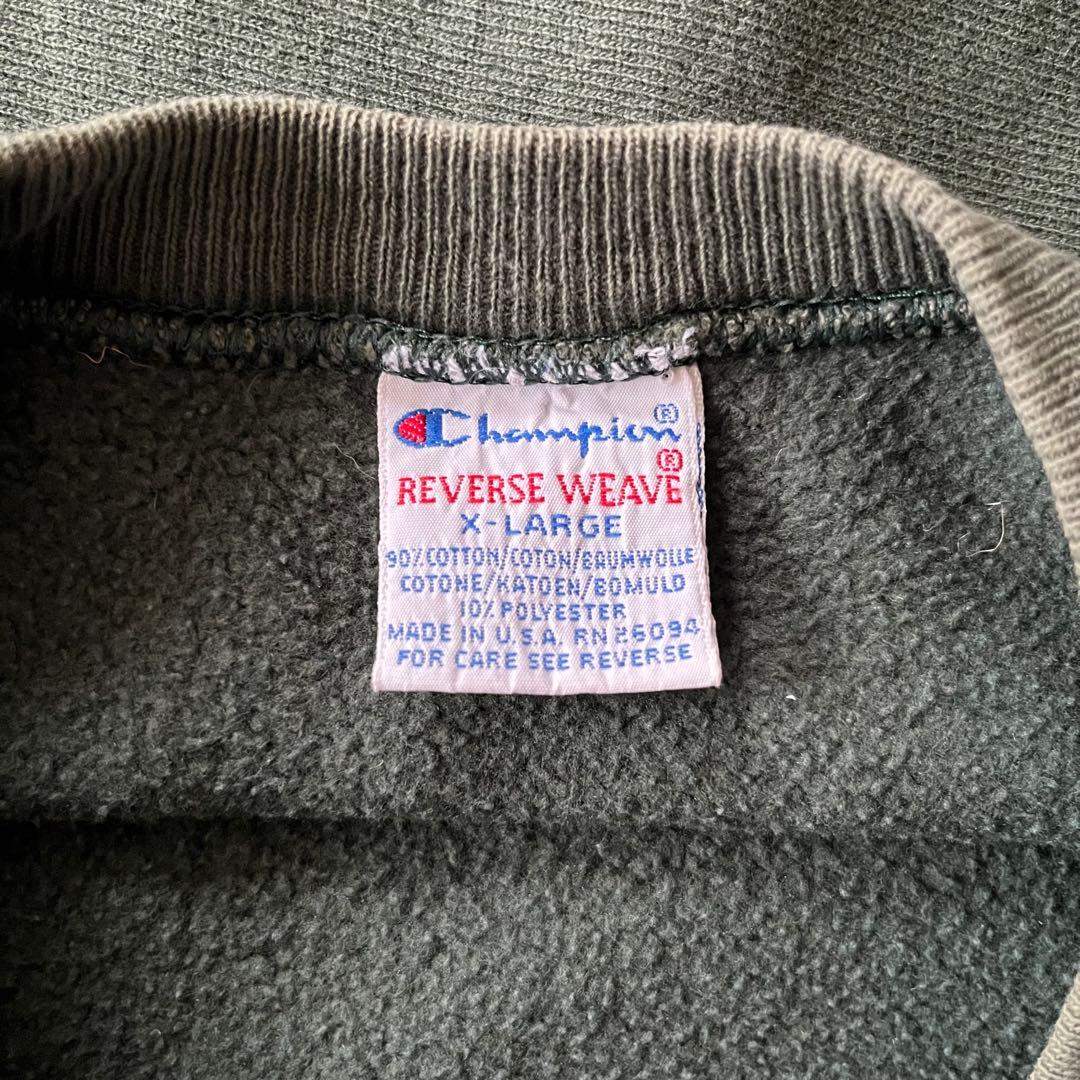 Champion®
REVERSE WEAVE®
X-LARGE
90% COTTON/COTON/BAUMWOLLE
COTONE/KATOEN/BOMULD
10% POLYESTER
MADE IN U.S.A. RN 26094
FOR CARE SEE REVERSE